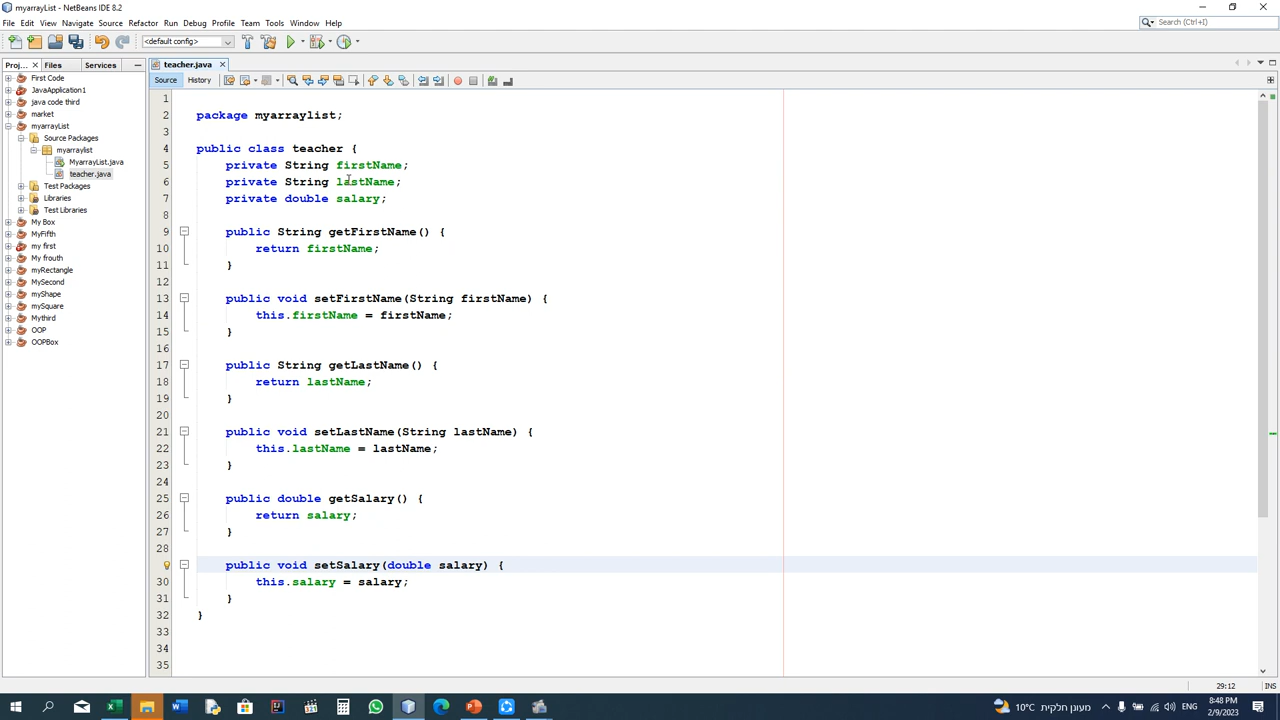 myarrayList - NetBeans IDE 8.2
File Edit View Navigate Source Refactor Run Debug Profile Team Tools Window Help
Search (Ctrl+I)
<default config>
Proj... Files Services
teacher.java
Source History
First Code
JavaApplication1
java code third
market
myarrayList
Source Packages
myarraylist
MyarrayList.java
teacher.java
Test Packages
Libraries
Test Libraries
My Box
MyFifth
my first
My frouth
myRectangle
MySecond
myShape
mySquare
Mythird
OOP
OOPBox
1
2 package myarraylist;
3
4 public class teacher {
5 private String firstName;
6 private String lastName;
7 private double salary;
8
9 public String getFirstName() {
10 return firstName;
11 }
12
13 public void setFirstName(String firstName) {
14 this.firstName = firstName;
15 }
16
17 public String getLastName() {
18 return lastName;
19 }
20
21 public void setLastName(String lastName) {
22 this.lastName = lastName;
23 }
24
25 public double getSalary() {
26 return salary;
27 }
28
public void setSalary(double salary) {
30 this.salary = salary;
31 }
32 }
33
34
35
29:12 INS
10°C מעונן חלקית ENG 8:48 PM
2/9/2023